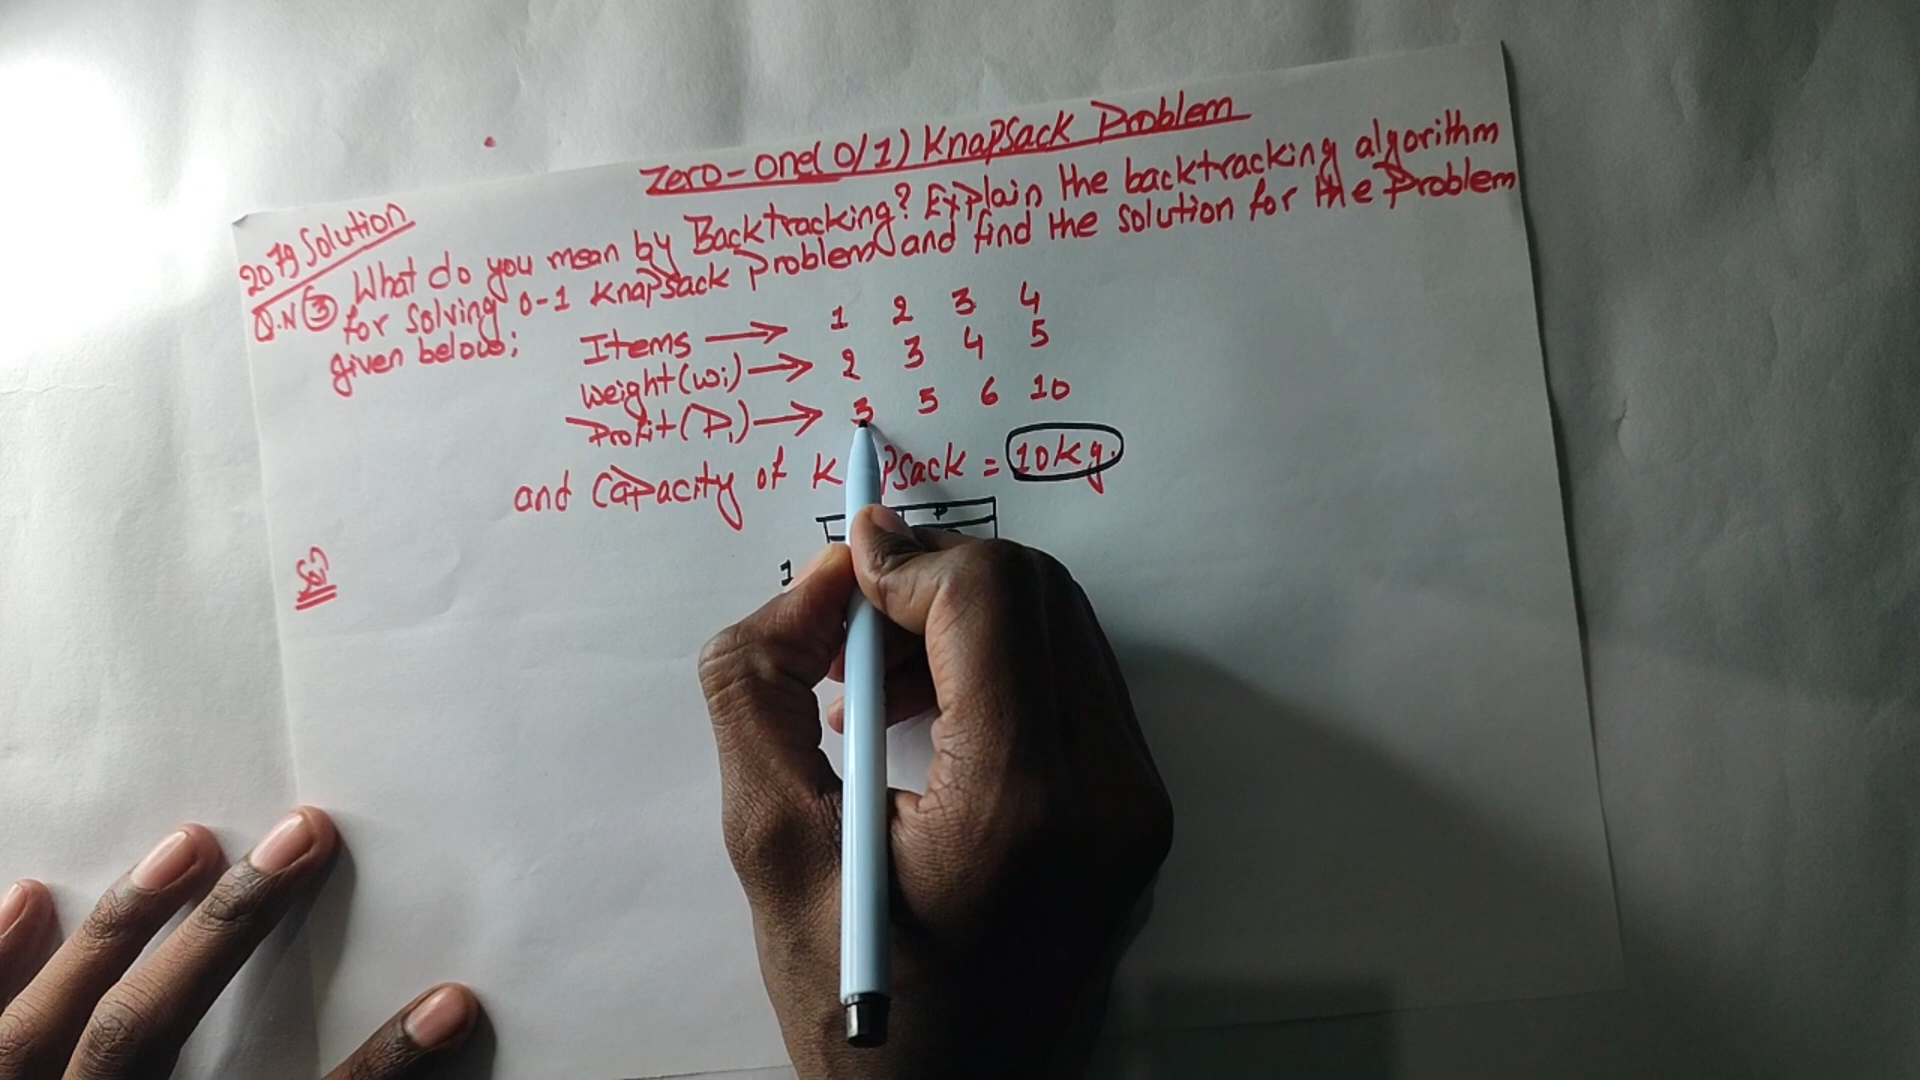 Zero-one(0/1) Knapsack Problem
2079 Solution
Q.N③ What do you mean by Backtracking? Explain the backtracking algorithm
for solving 0-1 Knapsack problem and find the solution for the problem
given below;
Items → 1 2 3 4
Weight(wi) → 2 3 4 5
Profit(Pi) → 3 5 6 10
and Capacity of K psack = 10kg.
P
1
Sol